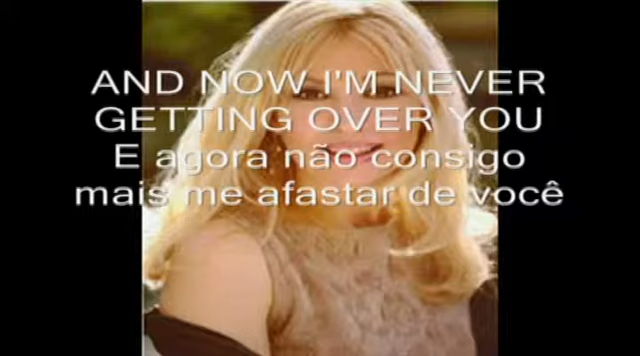 AND NOW I'M NEVER
GETTING OVER YOU
E agora não consigo
mais me afastar de você